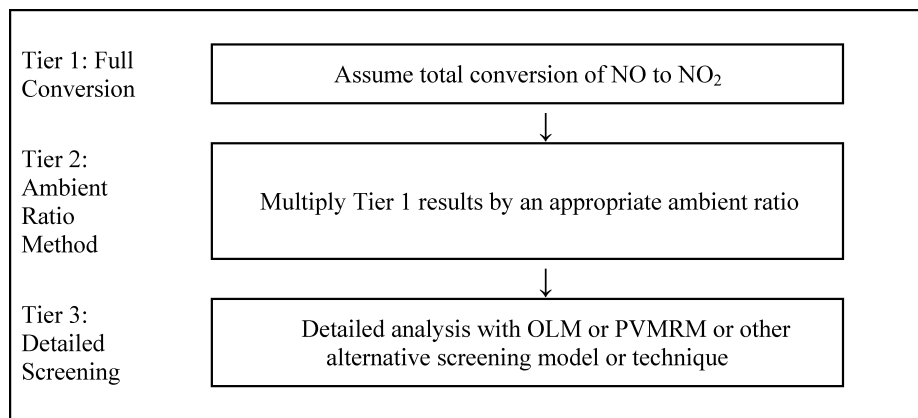 Tier 1: Full
Conversion
Assume total conversion of NO to NO₂
Tier 2:
Ambient
Ratio
Method
Multiply Tier 1 results by an appropriate ambient ratio
Tier 3:
Detailed
Screening
Detailed analysis with OLM or PVMRM or other
alternative screening model or technique